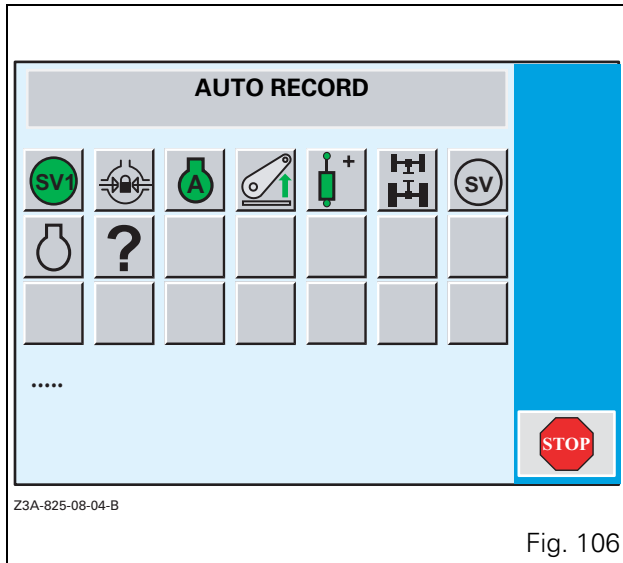 AUTO RECORD
SV1
A
+
SV
?
.....
STOP
Z3A-825-08-04-B
Fig. 106